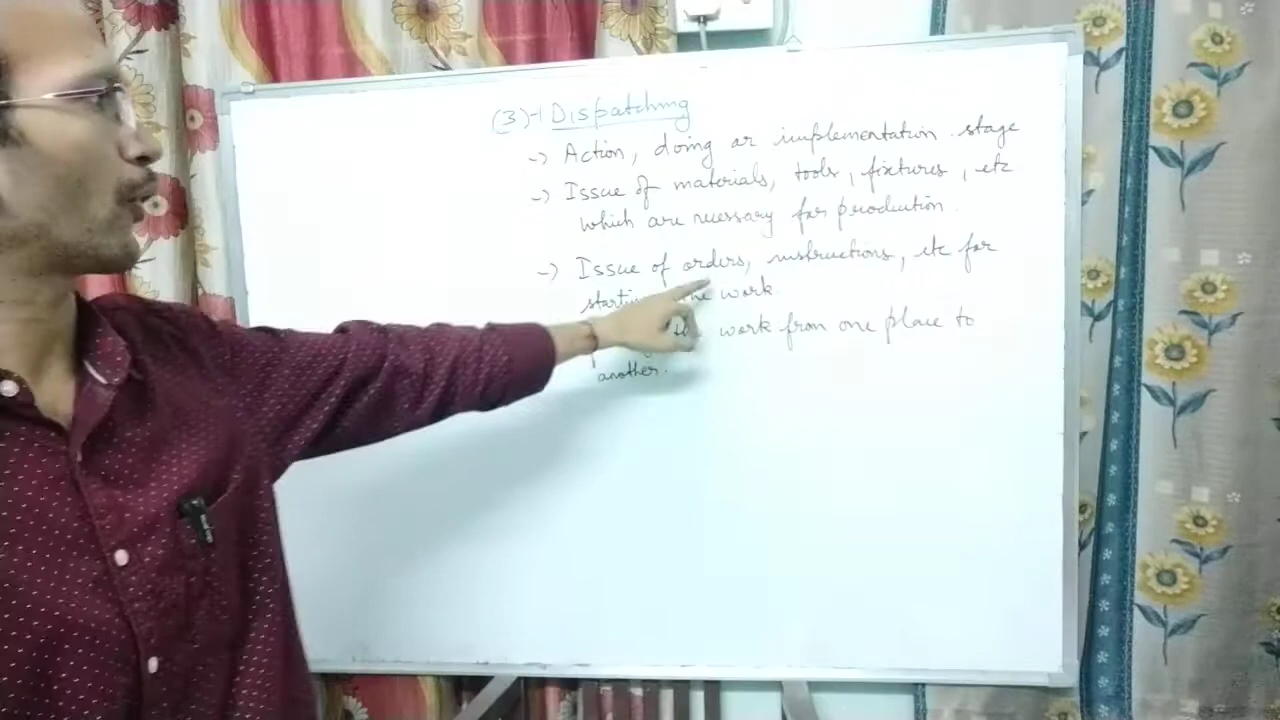 (3)-1 Dispatching
-> Action, doing or implementation stage
-> Issue of materials, tools, fixtures, etc
which are necessary for production.
-> Issue of orders, instructions, etc for
work.
work from one place to
another.